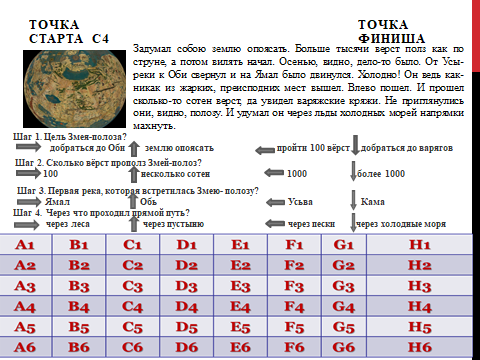 ТОЧКА
СТАРТА С4
ТОЧКА
ФИНИША
Задумал собою землю опоясать. Больше тысячи верст полз как по
струне, а потом вилять начал. Осенью, видно, дело-то было. От Усь-
реки к Оби свернул и на Ямал было двинулся. Холодно! Он ведь как-
никак из жарких, преисподних мест вышел. Влево пошел. И прошел
сколько-то сотен верст, да увидел варяжские кряжи. Не приглянулись
они, видно, полозу. И удумал он через льды холодных морей напрямки
махнуть.
Шаг 1. Цель Змея-полоза?
добраться до Оби землю опоясать пройти 100 вёрст добраться до варягов
Шаг 2. Сколько вёрст прополз Змей-полоз?
100 несколько сотен 1000 более 1000
Шаг 3. Первая река, которая встретилась Змею- полозу?
Ямал Обь Усьва Кама
Шаг 4. Через что проходил прямой путь?
через леса через пустыню через пески через холодные моря
A1 B1 C1 D1 E1 F1 G1 H1
A2 B2 C2 D2 E2 F2 G2 H2
A3 B3 C3 D3 E3 F3 G3 H3
A4 B4 C4 D4 E4 F4 G4 H4
A5 B5 C5 D5 E5 F5 G5 H5
A6 B6 C6 D6 E6 F6 G6 H6